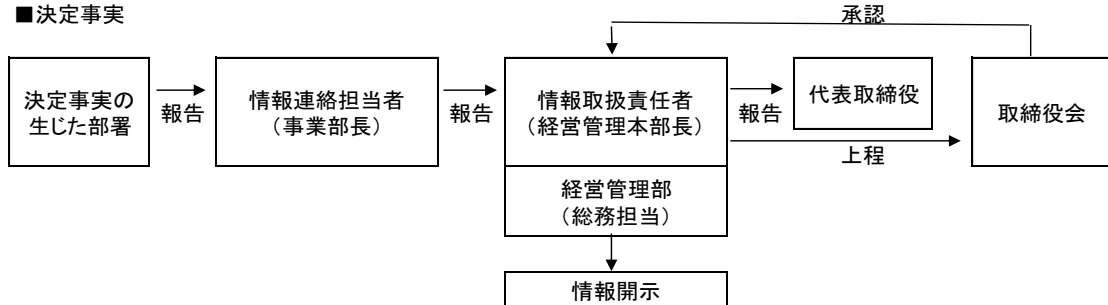 ■決定事実
承認
決定事実の
生じた部署
報告
情報連絡担当者
（事業部長）
報告
情報取扱責任者
（経営管理本部長）
報告
代表取締役
上程
取締役会
経営管理部
（総務担当）
情報開示